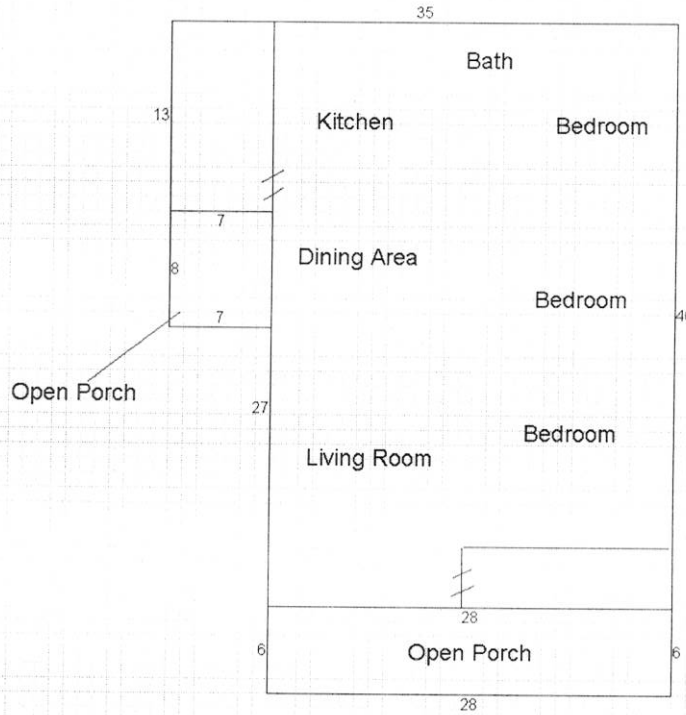 35
Bath
13
Kitchen
Bedroom
7
Dining Area
8
Bedroom
7
Open Porch
27
Bedroom
Living Room
28
6
Open Porch
6
28